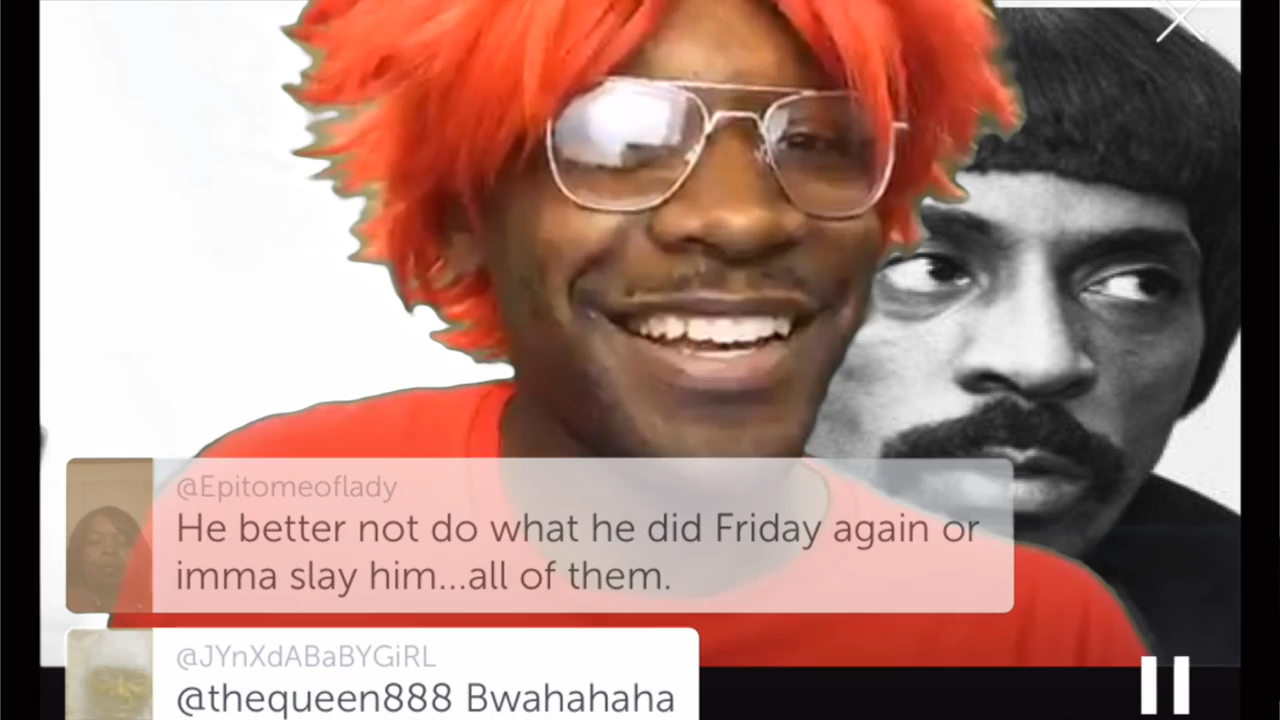 @Epitomeoflady
He better not do what he did Friday again or
imma slay him...all of them.
@JYnXdABaBYGiRL
@thequeen888 Bwahahaha